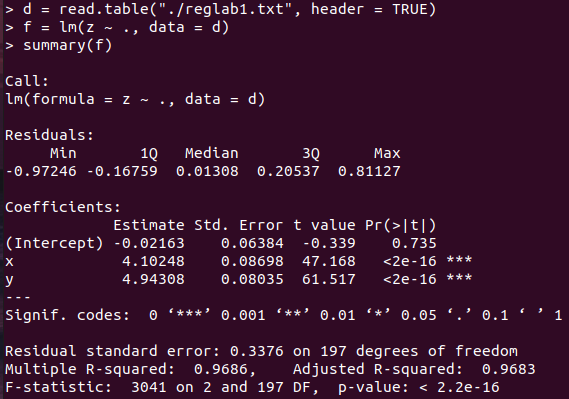 > d = read.table("./reglab1.txt", header = TRUE)
> f = lm(z ~ ., data = d)
> summary(f)

Call:
lm(formula = z ~ ., data = d)

Residuals:
     Min       1Q   Median       3Q      Max
-0.97246 -0.16759  0.01308  0.20537  0.81127

Coefficients:
            Estimate Std. Error t value Pr(>|t|)
(Intercept) -0.02163    0.06384  -0.339    0.735
x            4.10248    0.08698  47.168   <2e-16 ***
y            4.94308    0.08035  61.517   <2e-16 ***
---
Signif. codes:  0 ‘***’ 0.001 ‘**’ 0.01 ‘*’ 0.05 ‘.’ 0.1 ‘ ’ 1

Residual standard error: 0.3376 on 197 degrees of freedom
Multiple R-squared:  0.9686,    Adjusted R-squared:  0.9683
F-statistic:  3041 on 2 and 197 DF,  p-value: < 2.2e-16